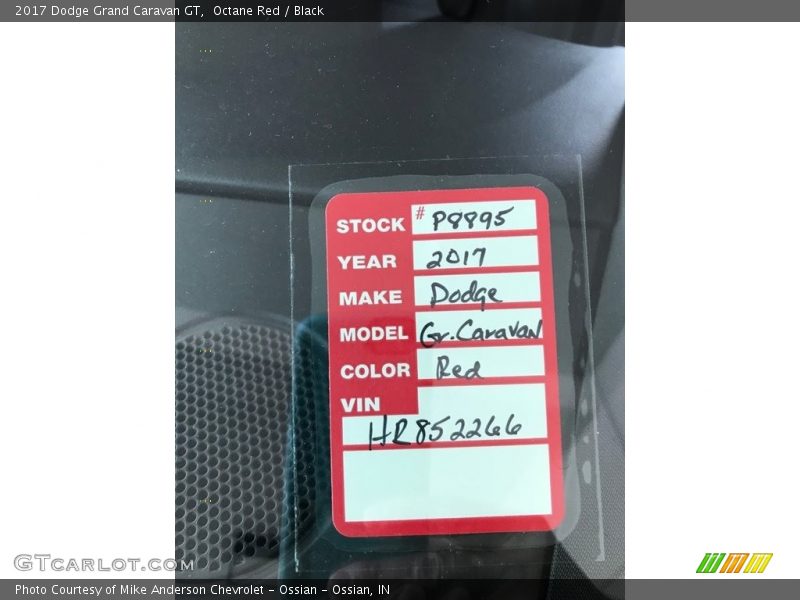 2017 Dodge Grand Caravan GT, Octane Red / Black
STOCK # P8895
YEAR 2017
MAKE Dodge
MODEL Gr.Caravan
COLOR Red
VIN
HR852266
GTCARLOT.COM
Photo Courtesy of Mike Anderson Chevrolet - Ossian - Ossian, IN